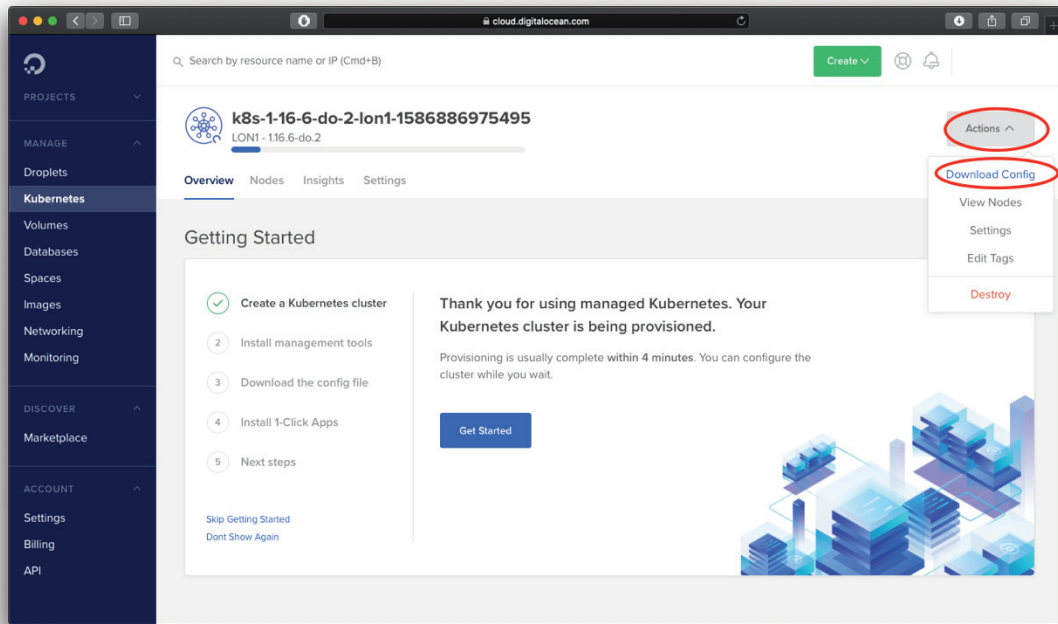 cloud.digitalocean.com
Search by resource name or IP (Cmd+B)
Create
PROJECTS
MANAGE
Droplets
Kubernetes
Volumes
Databases
Spaces
Images
Networking
Monitoring
DISCOVER
Marketplace
ACCOUNT
Settings
Billing
API
k8s-1-16-6-do-2-lon1-1586886975495
LON1 - 1.16.6-do.2
Actions
Download Config
View Nodes
Settings
Edit Tags
Destroy
Overview Nodes Insights Settings
Getting Started
Create a Kubernetes cluster
2 Install management tools
3 Download the config file
4 Install 1-Click Apps
5 Next steps
Skip Getting Started
Dont Show Again
Thank you for using managed Kubernetes. Your
Kubernetes cluster is being provisioned.
Provisioning is usually complete within 4 minutes. You can configure the
cluster while you wait.
Get Started